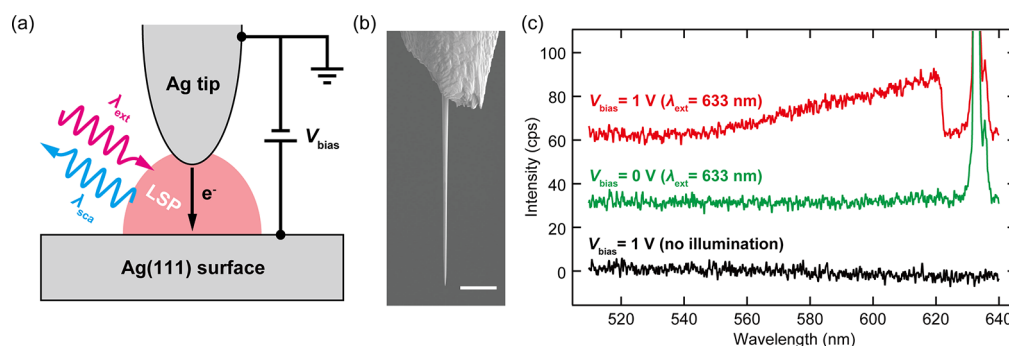 (a)
Ag tip
λext
λsca
LSP
e-
Vbias
Ag(111) surface
(b)
(c)
Intensity (cps)
100
80
60
40
20
0
Vbias = 1 V (λext = 633 nm)
Vbias = 0 V (λext = 633 nm)
Vbias = 1 V (no illumination)
520 540 560 580 600 620 640
Wavelength (nm)